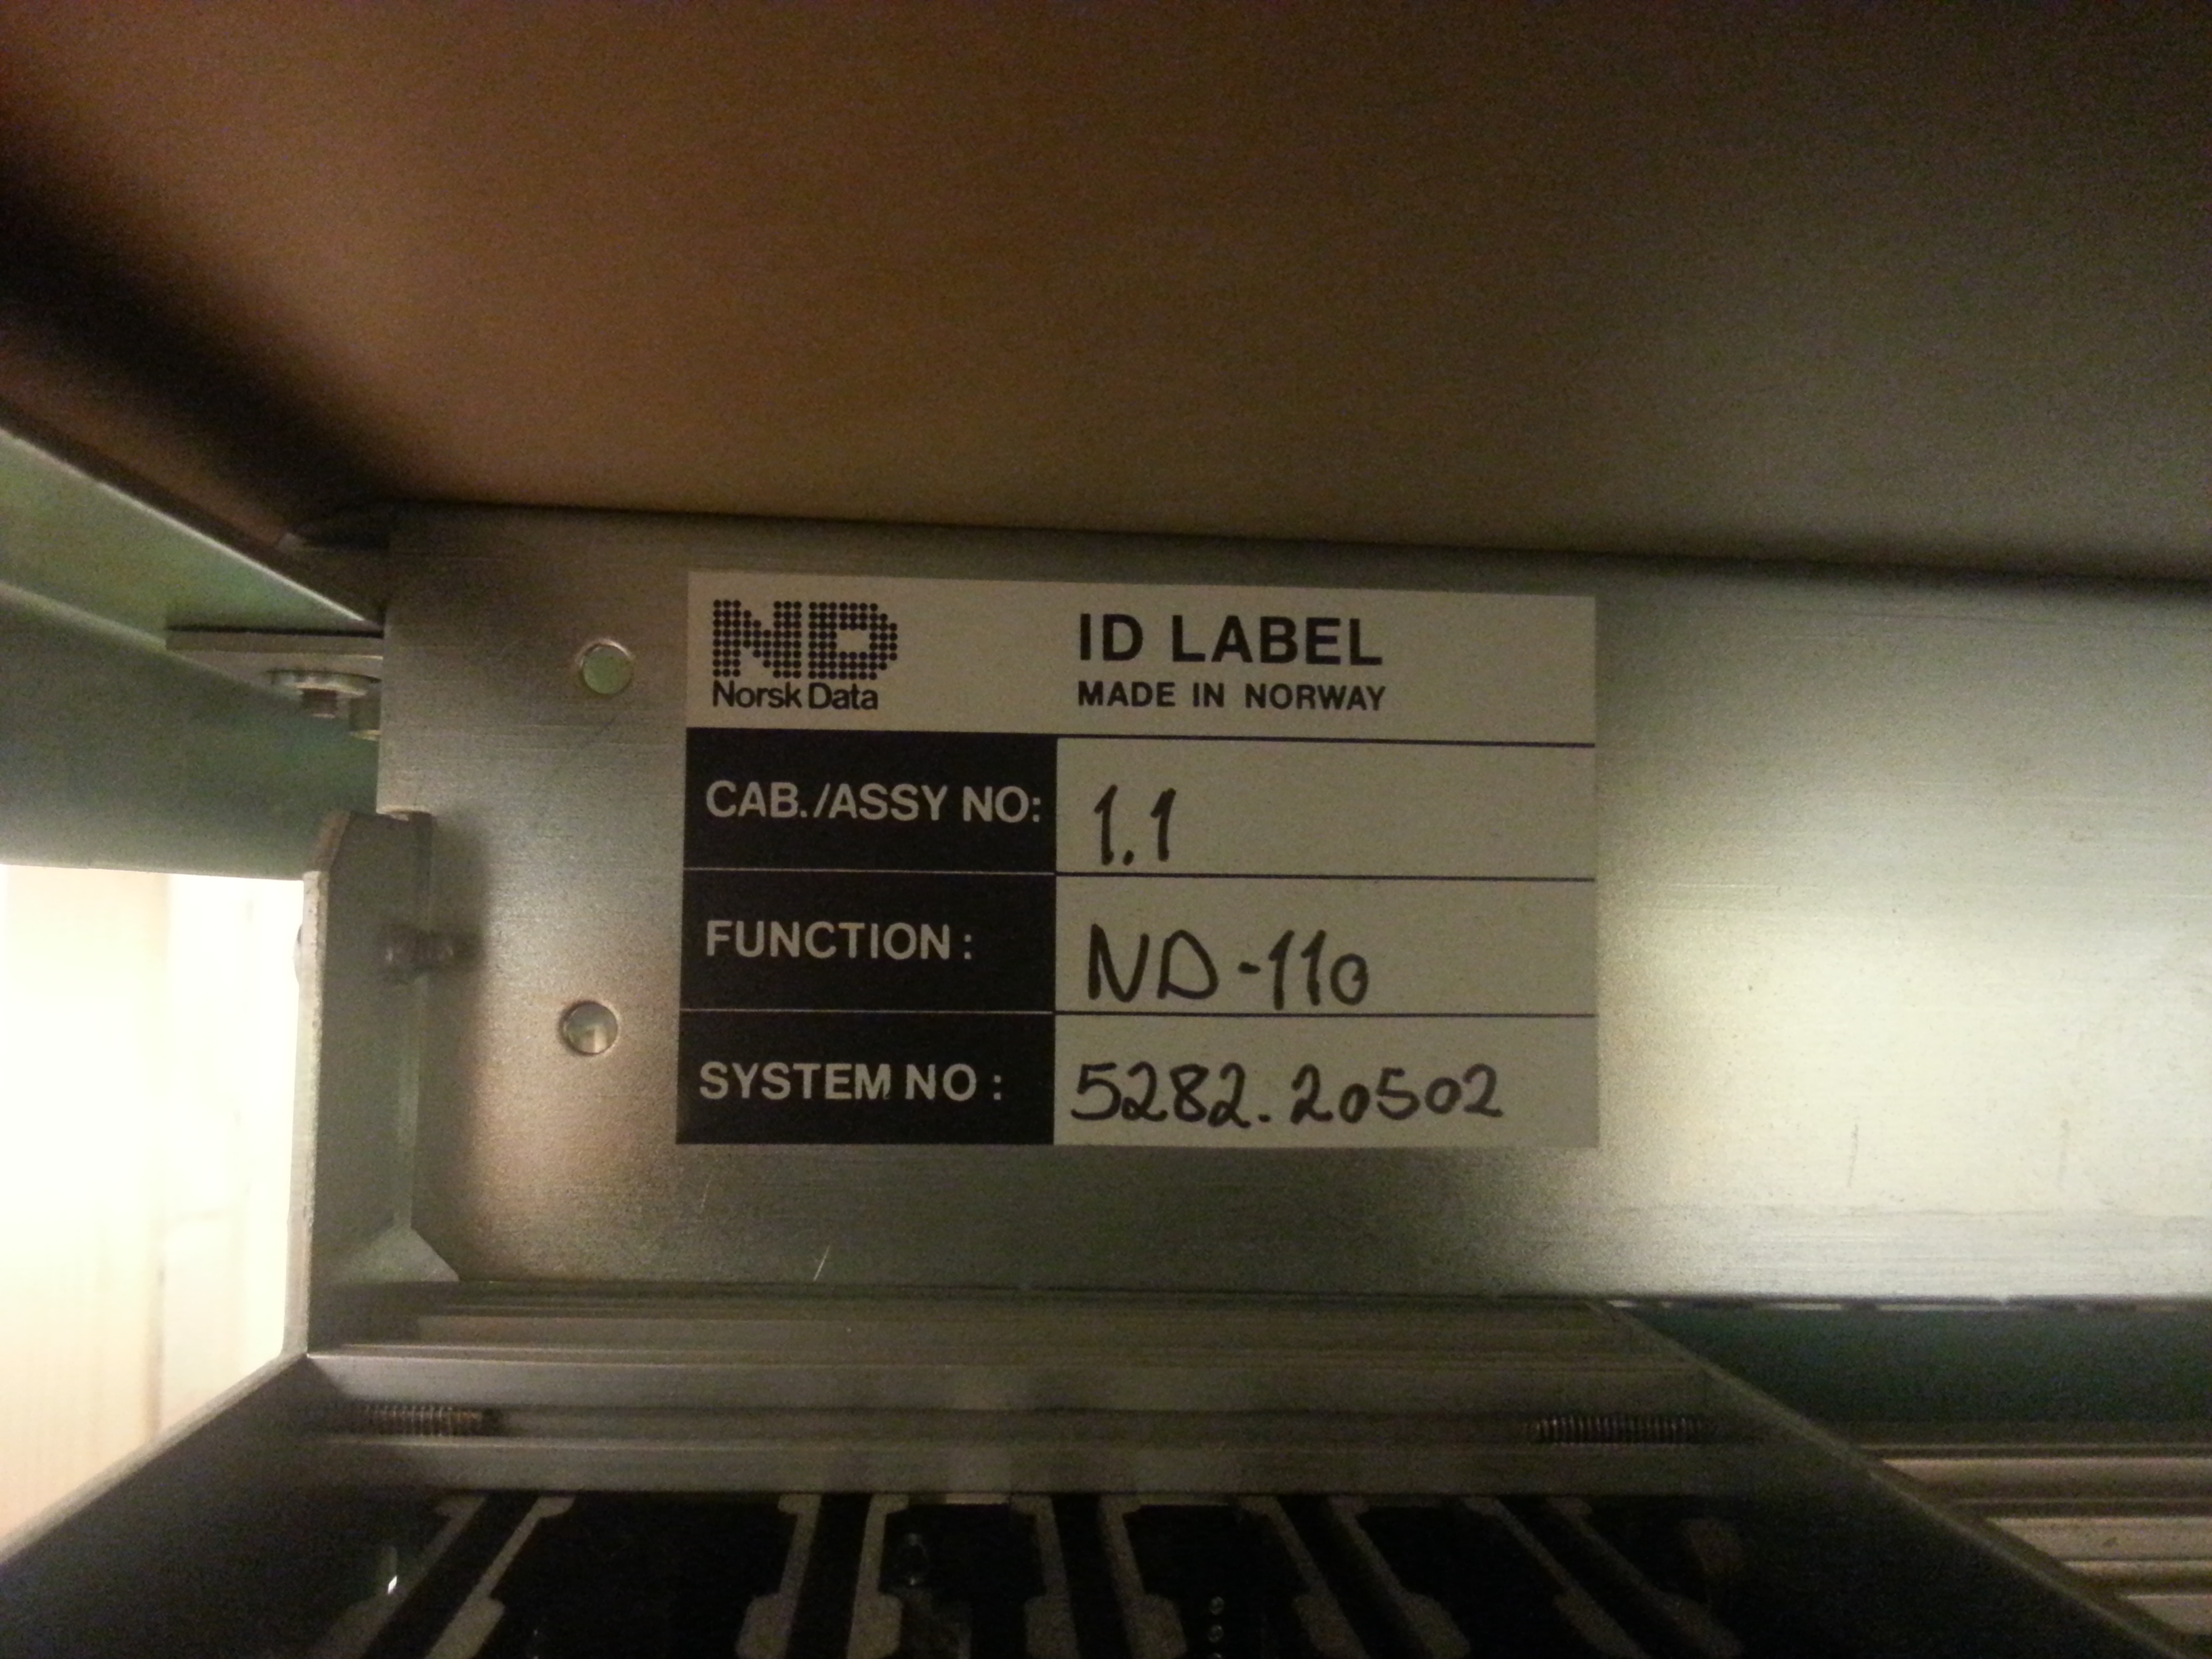 ND
Norsk Data
ID LABEL
MADE IN NORWAY
CAB./ASSY NO: 1.1
FUNCTION: ND-110
SYSTEM NO: 5282.20502